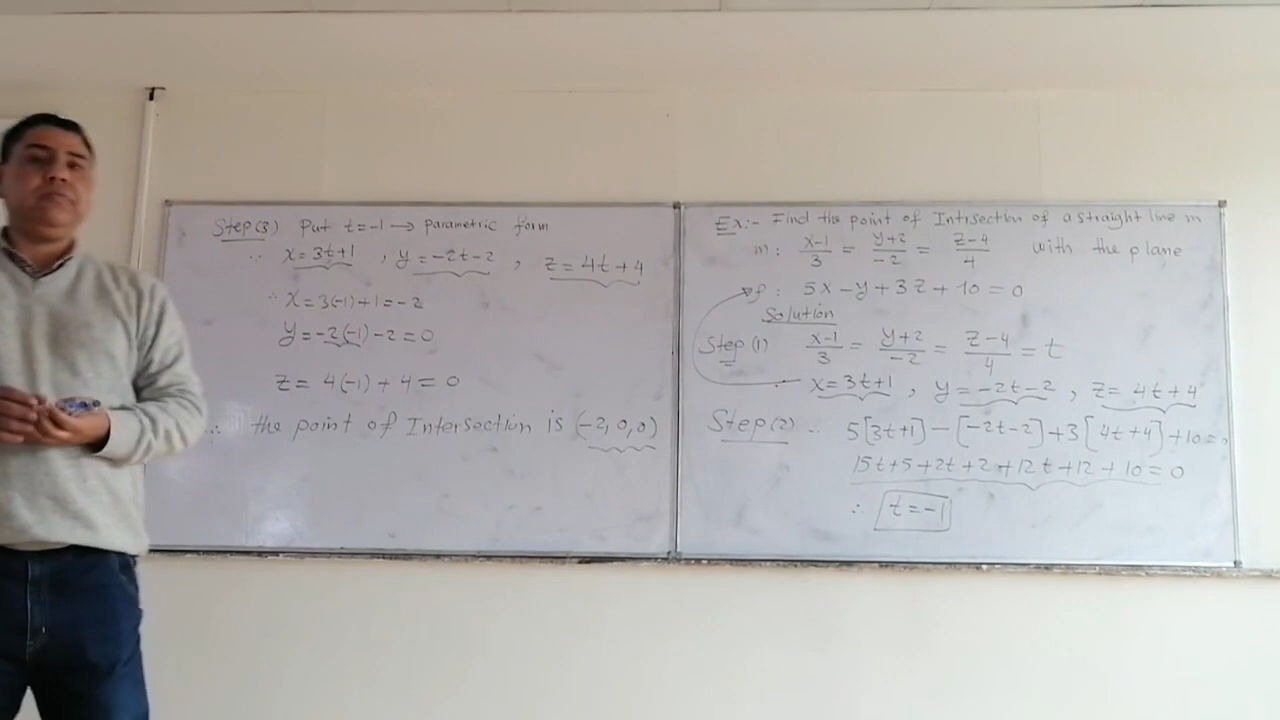 Ex:- Find the point of Intrsection of a straight line m
m: x-1/3 = y+2/-2 = z-4/4 with the plane
P: 5x-y+3z+10=0
Solution
Step(1) x-1/3 = y+2/-2 = z-4/4 = t
∴ x=3t+1, y=-2t-2, z=4t+4
Step(2) ∴ 5[3t+1]-[-2t-2]+3[4t+4]+10=0
15t+5+2t+2+12t+12+10=0
∴ t=-1
Step(3) Put t=-1 → parametric form
∵ x=3t+1, y=-2t-2, z=4t+4
∴ x=3(-1)+1=-2
y=-2(-1)-2=0
z=4(-1)+4=0
∴ the point of Intersection is (-2,0,0)